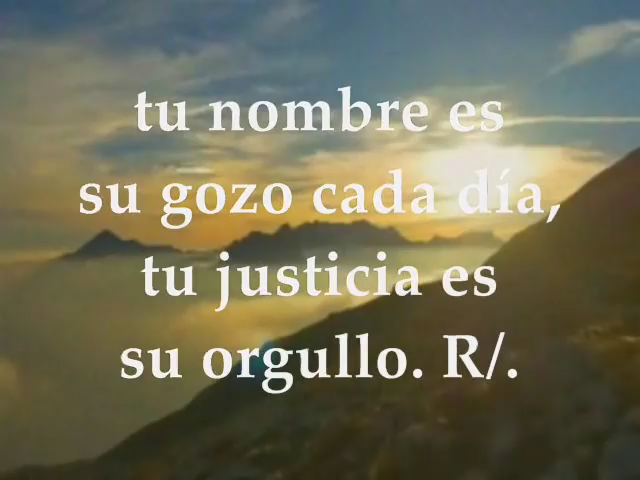 tu nombre es
su gozo cada día,
tu justicia es
su orgullo. R/.